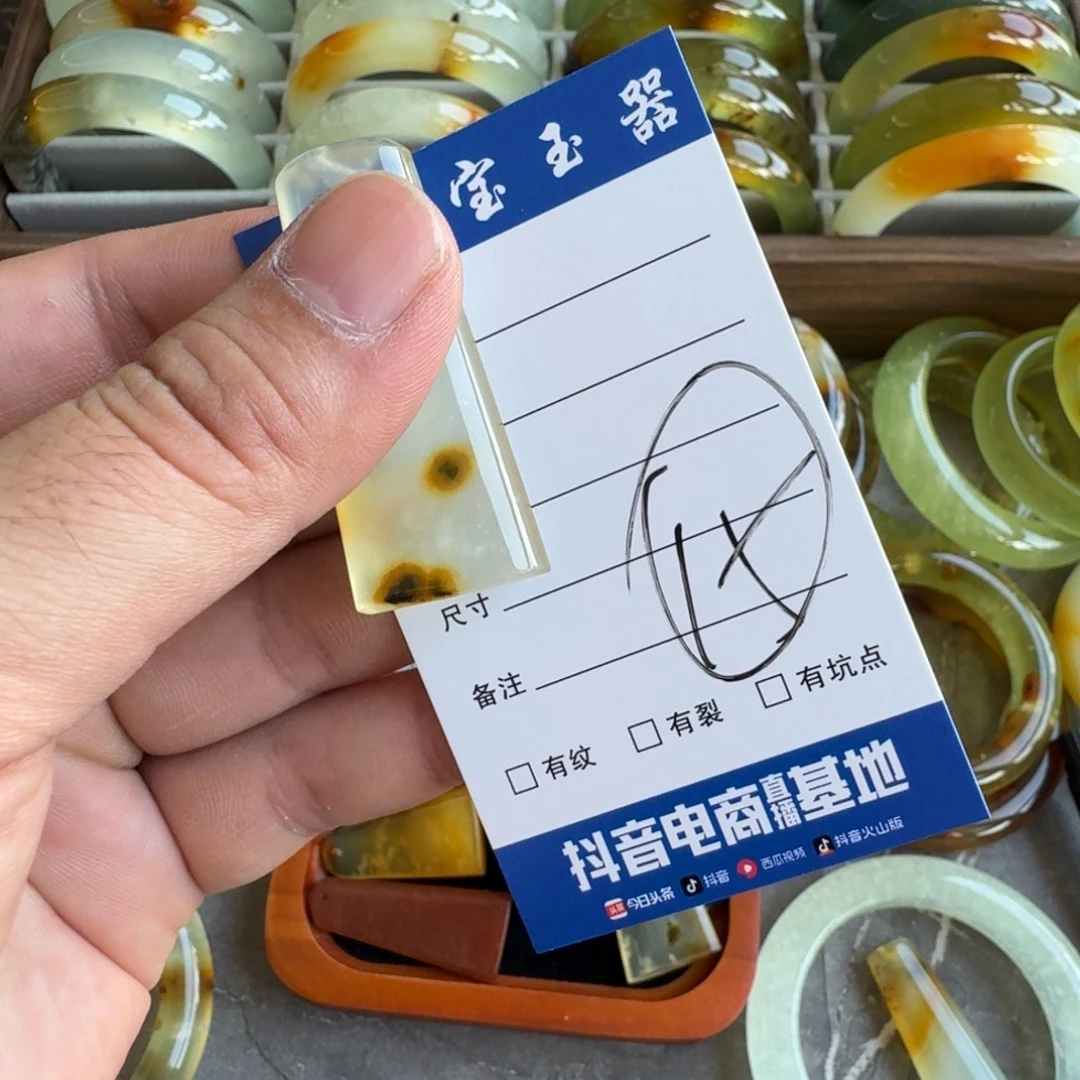 宝玉器
尺寸
备注
有纹 有裂 有坑点
抖音电商直播基地
今日头条 抖音 西瓜视频 抖音火山版